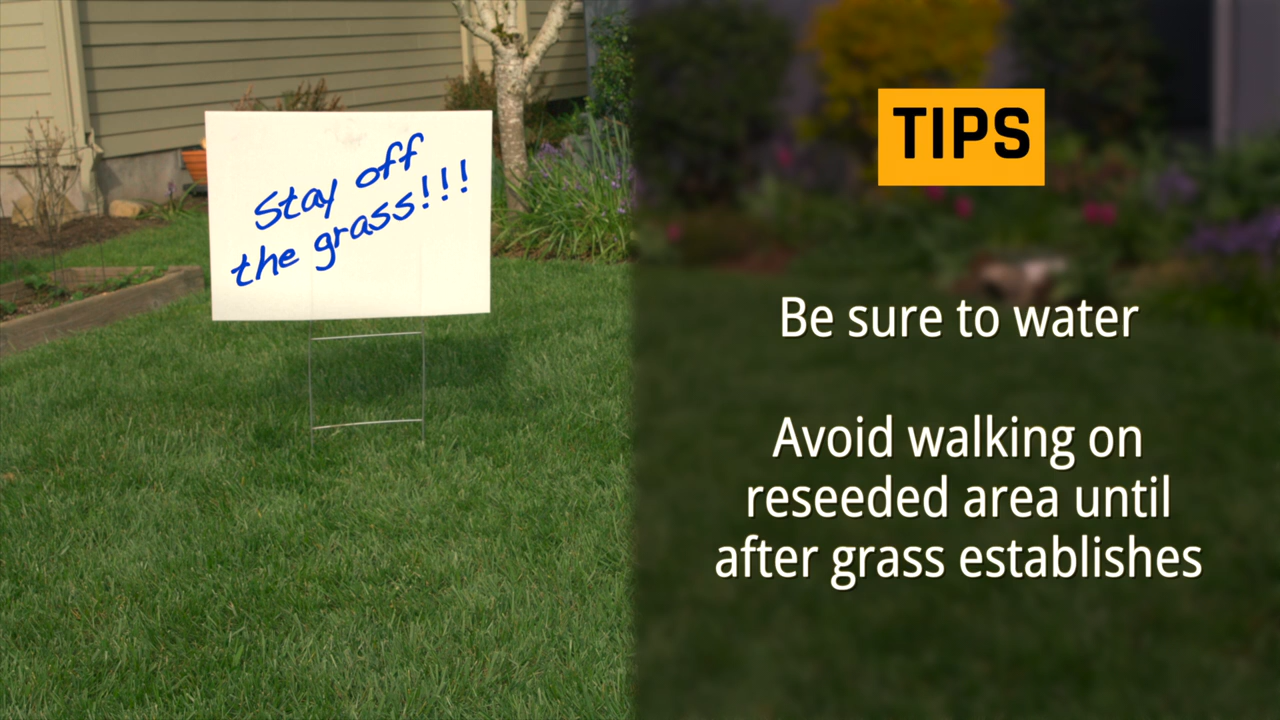 Stay off
the grass!!!
TIPS
Be sure to water
Avoid walking on
reseeded area until
after grass establishes